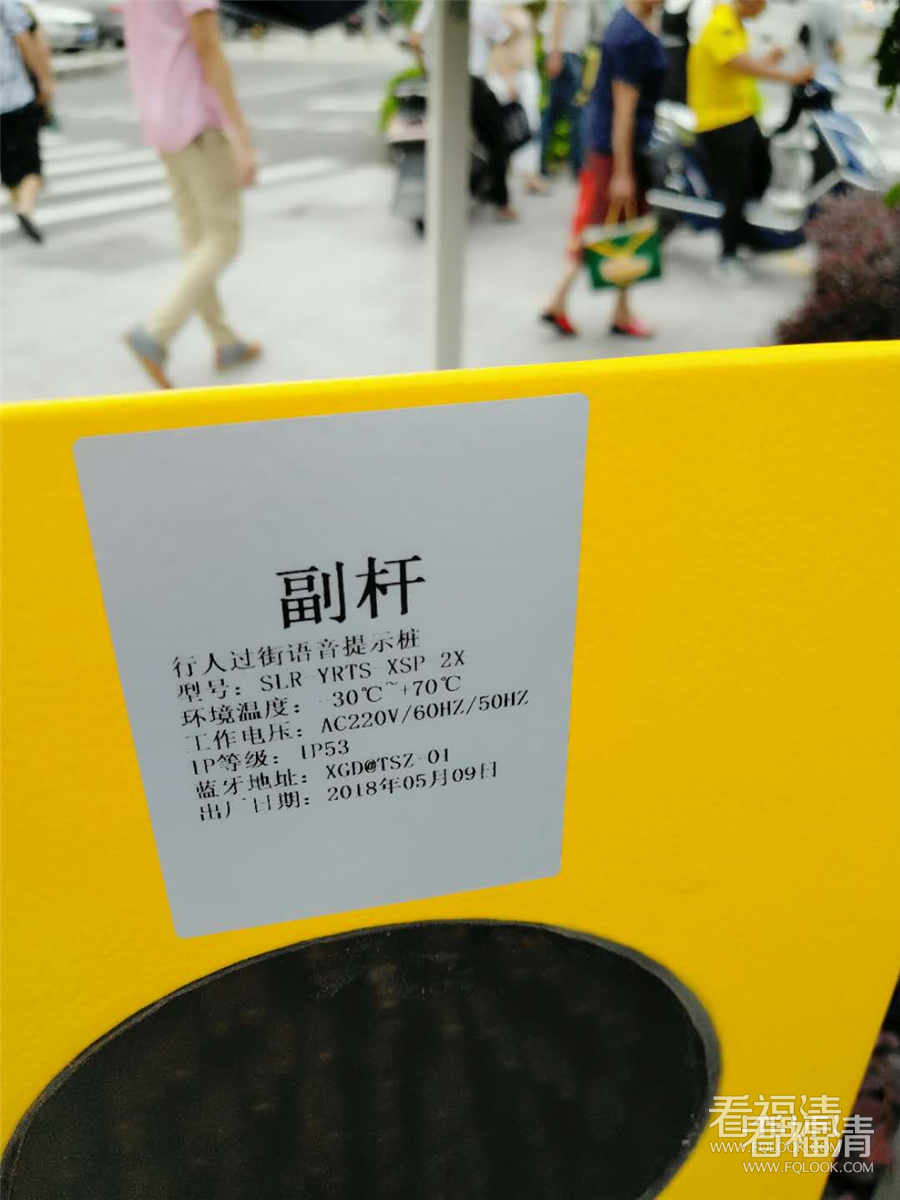 副杆
行人过街语音提示桩
型号：SLR-YRTS-XSP 2X
环境温度：-30℃~+70℃
工作电压：AC220V/60HZ/50HZ
IP等级：IP53
蓝牙地址：XGD@TSZ-01
出厂日期：2018年05月09日
看福清
看福清
WWW.FQLOOK.COM